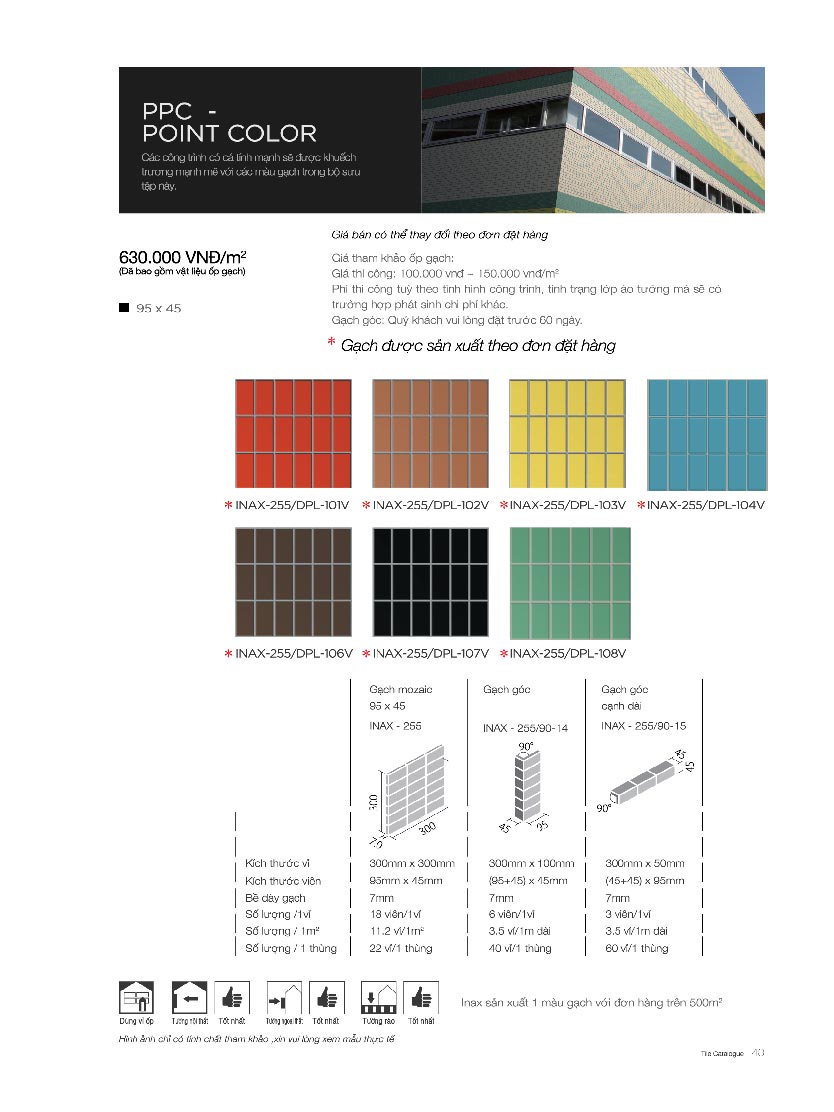 PPC -
POINT COLOR
Các công trình có cá tính mạnh sẽ được khuếch
trương mạnh mẽ với các màu gạch trong bộ sưu
tập này.
Giá bán có thể thay đổi theo đơn đặt hàng
630.000 VNĐ/m²
(Đã bao gồm vật liệu ốp gạch)
95 x 45
Giá tham khảo ốp gạch:
Giá thi công: 100.000 vnđ – 150.000 vnđ/m²
Phí thi công tuỳ theo tình hình công trình, tình trạng lớp áo tường mà sẽ có
trường hợp phát sinh chi phí khác.
Gạch góc: Quý khách vui lòng đặt trước 60 ngày.
* Gạch được sản xuất theo đơn đặt hàng
* INAX-255/DPL-101V * INAX-255/DPL-102V * INAX-255/DPL-103V * INAX-255/DPL-104V
* INAX-255/DPL-106V * INAX-255/DPL-107V * INAX-255/DPL-108V
Gạch mozaic Gạch góc Gạch góc
95 x 45 cạnh dài
INAX - 255 INAX - 255/90-14 INAX - 255/90-15
300 300 7.0 90° 45 95 45 45 90°
Kích thước vỉ 300mm x 300mm 300mm x 100mm 300mm x 50mm
Kích thước viên 95mm x 45mm (95+45) x 45mm (45+45) x 95mm
Bề dày gạch 7mm 7mm 7mm
Số lượng /1vỉ 18 viên/1vỉ 6 viên/1vỉ 3 viên/1vỉ
Số lượng / 1m² 11.2 vỉ/1m² 3.5 vỉ/1m dài 3.5 vỉ/1m dài
Số lượng / 1 thùng 22 vỉ/1 thùng 40 vỉ/1 thùng 60 vỉ/1 thùng
Inax sản xuất 1 màu gạch với đơn hàng trên 500m²
Dùng vỉ ốp Tường nội thất Tốt nhất Tường ngoại thất Tốt nhất Tường rào Tốt nhất
Hình ảnh chỉ có tính chất tham khảo ,xin vui lòng xem mẫu thực tế
Tile Catalogue 43